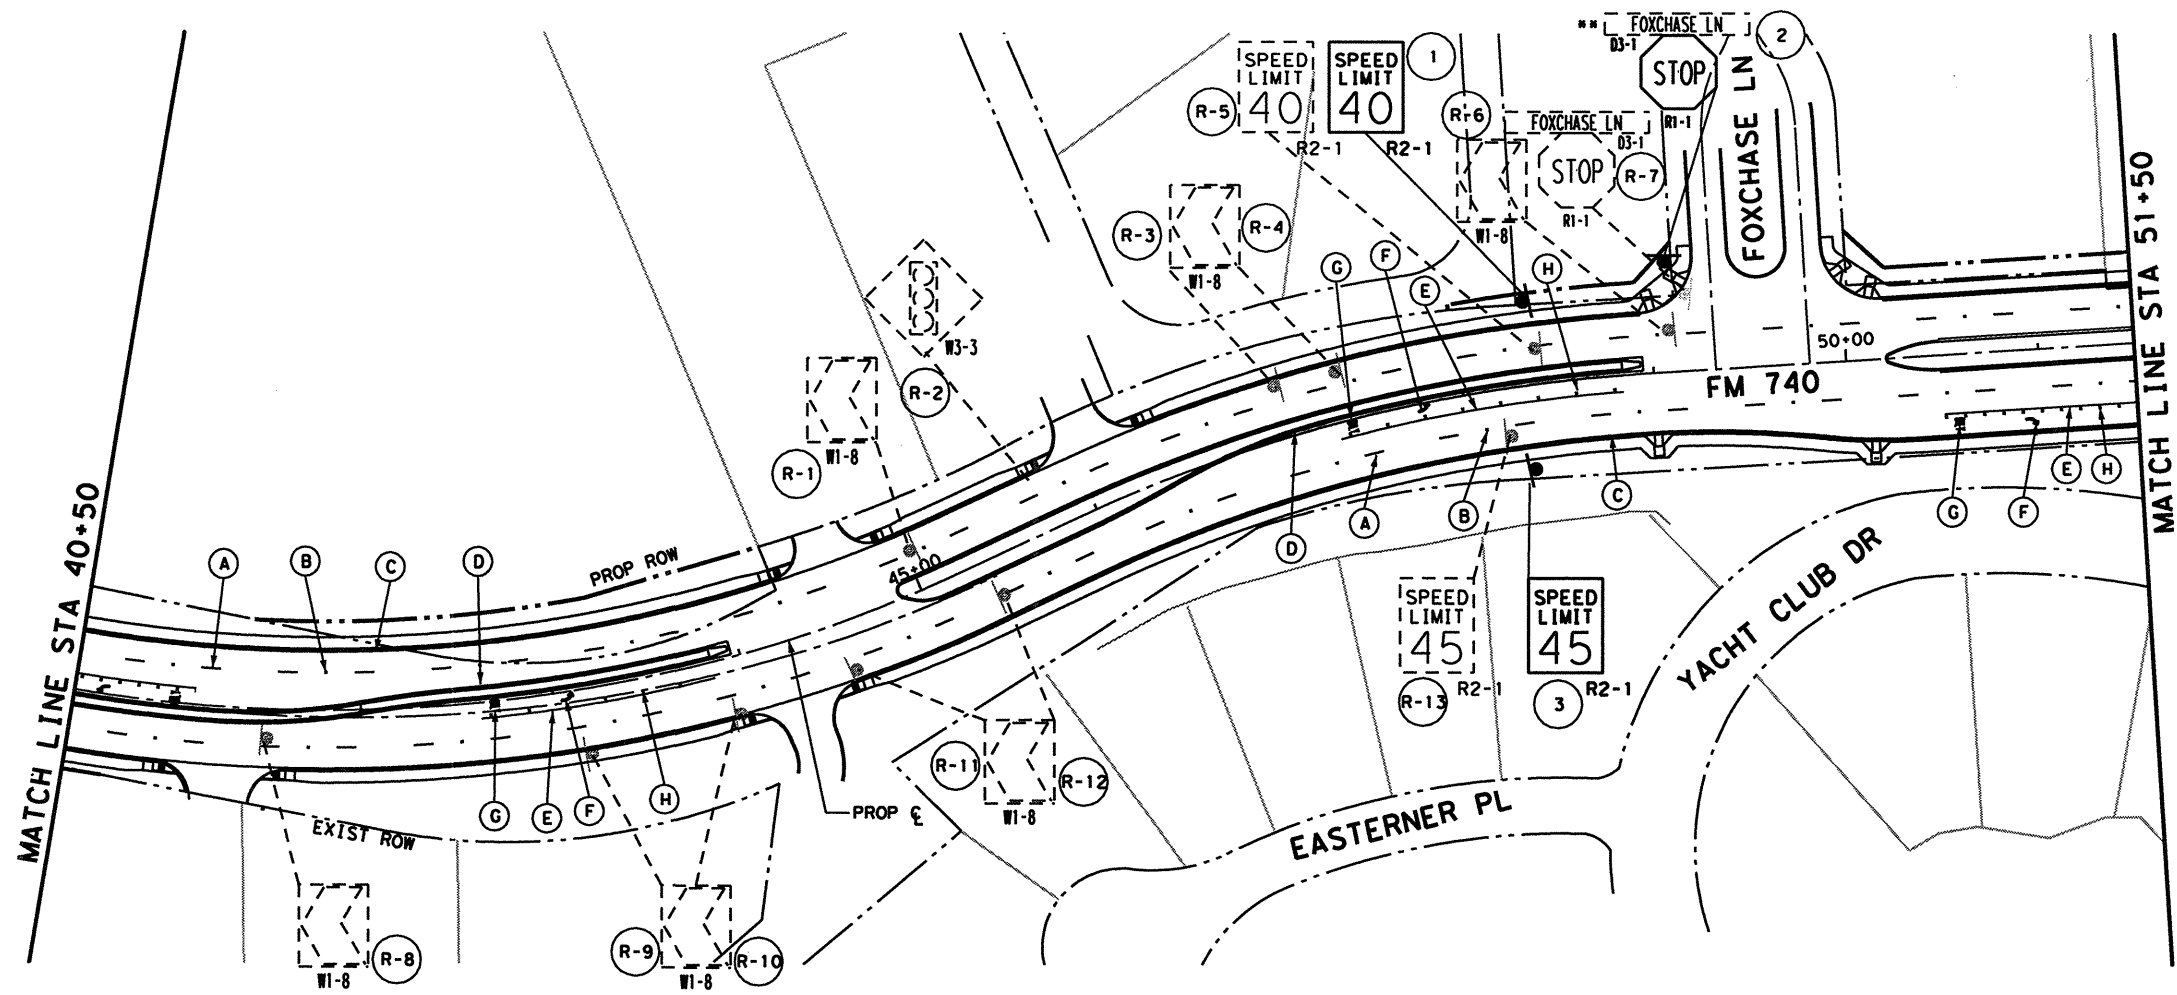 ** FOXCHASE LN
D3-1
2
STOP
R1-1
SPEED
LIMIT
40
R-5
R2-1
SPEED
LIMIT
40
1
R2-1
R-6
W1-8
FOXCHASE LN
D3-1
STOP
R-7
R1-1
FOXCHASE LN
FOXCHASE LN
MATCH LINE STA 51+50
R-3
R-4
W1-8
W3-3
R-2
R-1
W1-8
G
F
E
H
50+00
FM 740
MATCH LINE STA 40+50
A
B
C
D
PROP ROW
45+00
D
A
B
C
G
F
E
H
SPEED
LIMIT
45
R-13
R2-1
SPEED
LIMIT
45
3
R2-1
YACHT CLUB DR
EASTERNER PL
R-11
R-12
W1-8
G
E
F
H
PROP ℄
EXIST ROW
R-8
W1-8
R-9
R-10
W1-8